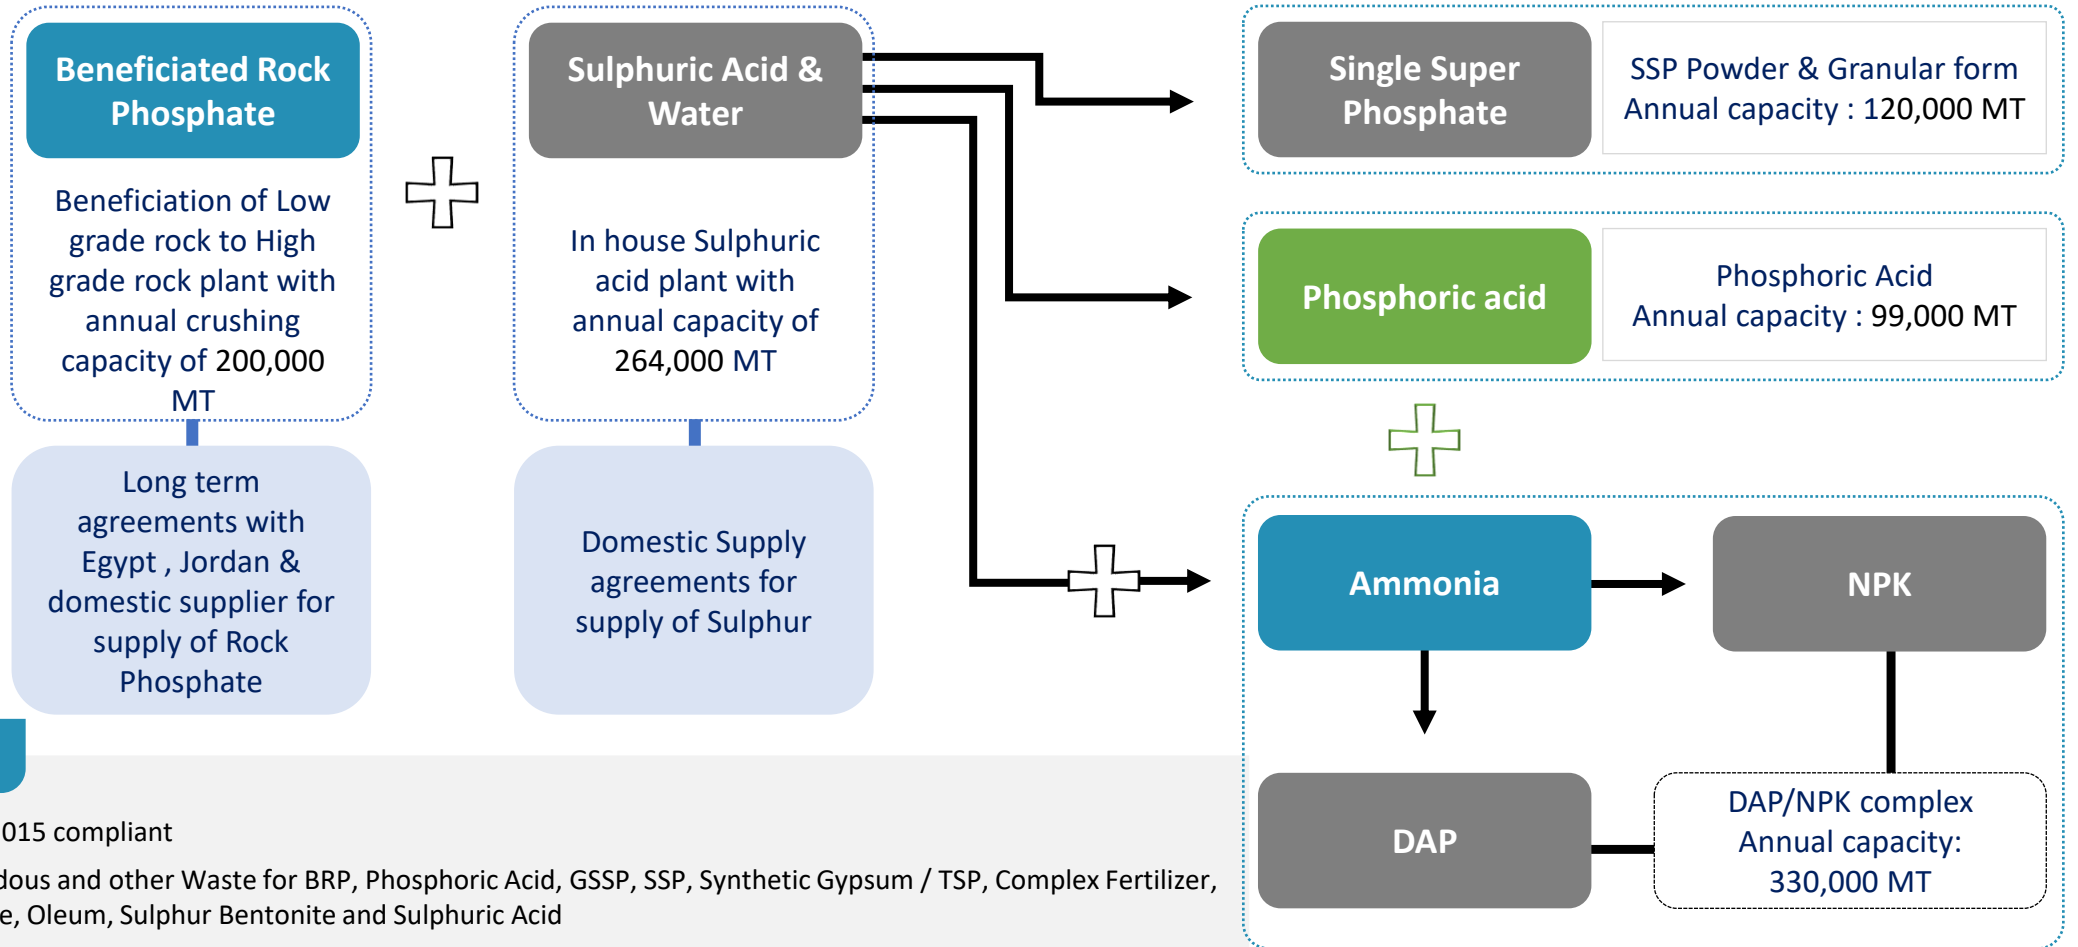 Beneficiated Rock
Phosphate
Beneficiation of Low
grade rock to High
grade rock plant with
annual crushing
capacity of 200,000
MT
Long term
agreements with
Egypt , Jordan &
domestic supplier for
supply of Rock
Phosphate
Sulphuric Acid &
Water
In house Sulphuric
acid plant with
annual capacity of
264,000 MT
Domestic Supply
agreements for
supply of Sulphur
Single Super
Phosphate
SSP Powder & Granular form
Annual capacity : 120,000 MT
Phosphoric acid
Phosphoric Acid
Annual capacity : 99,000 MT
Ammonia
NPK
DAP
DAP/NPK complex
Annual capacity:
330,000 MT
015 compliant
dous and other Waste for BRP, Phosphoric Acid, GSSP, SSP, Synthetic Gypsum / TSP, Complex Fertilizer,
e, Oleum, Sulphur Bentonite and Sulphuric Acid